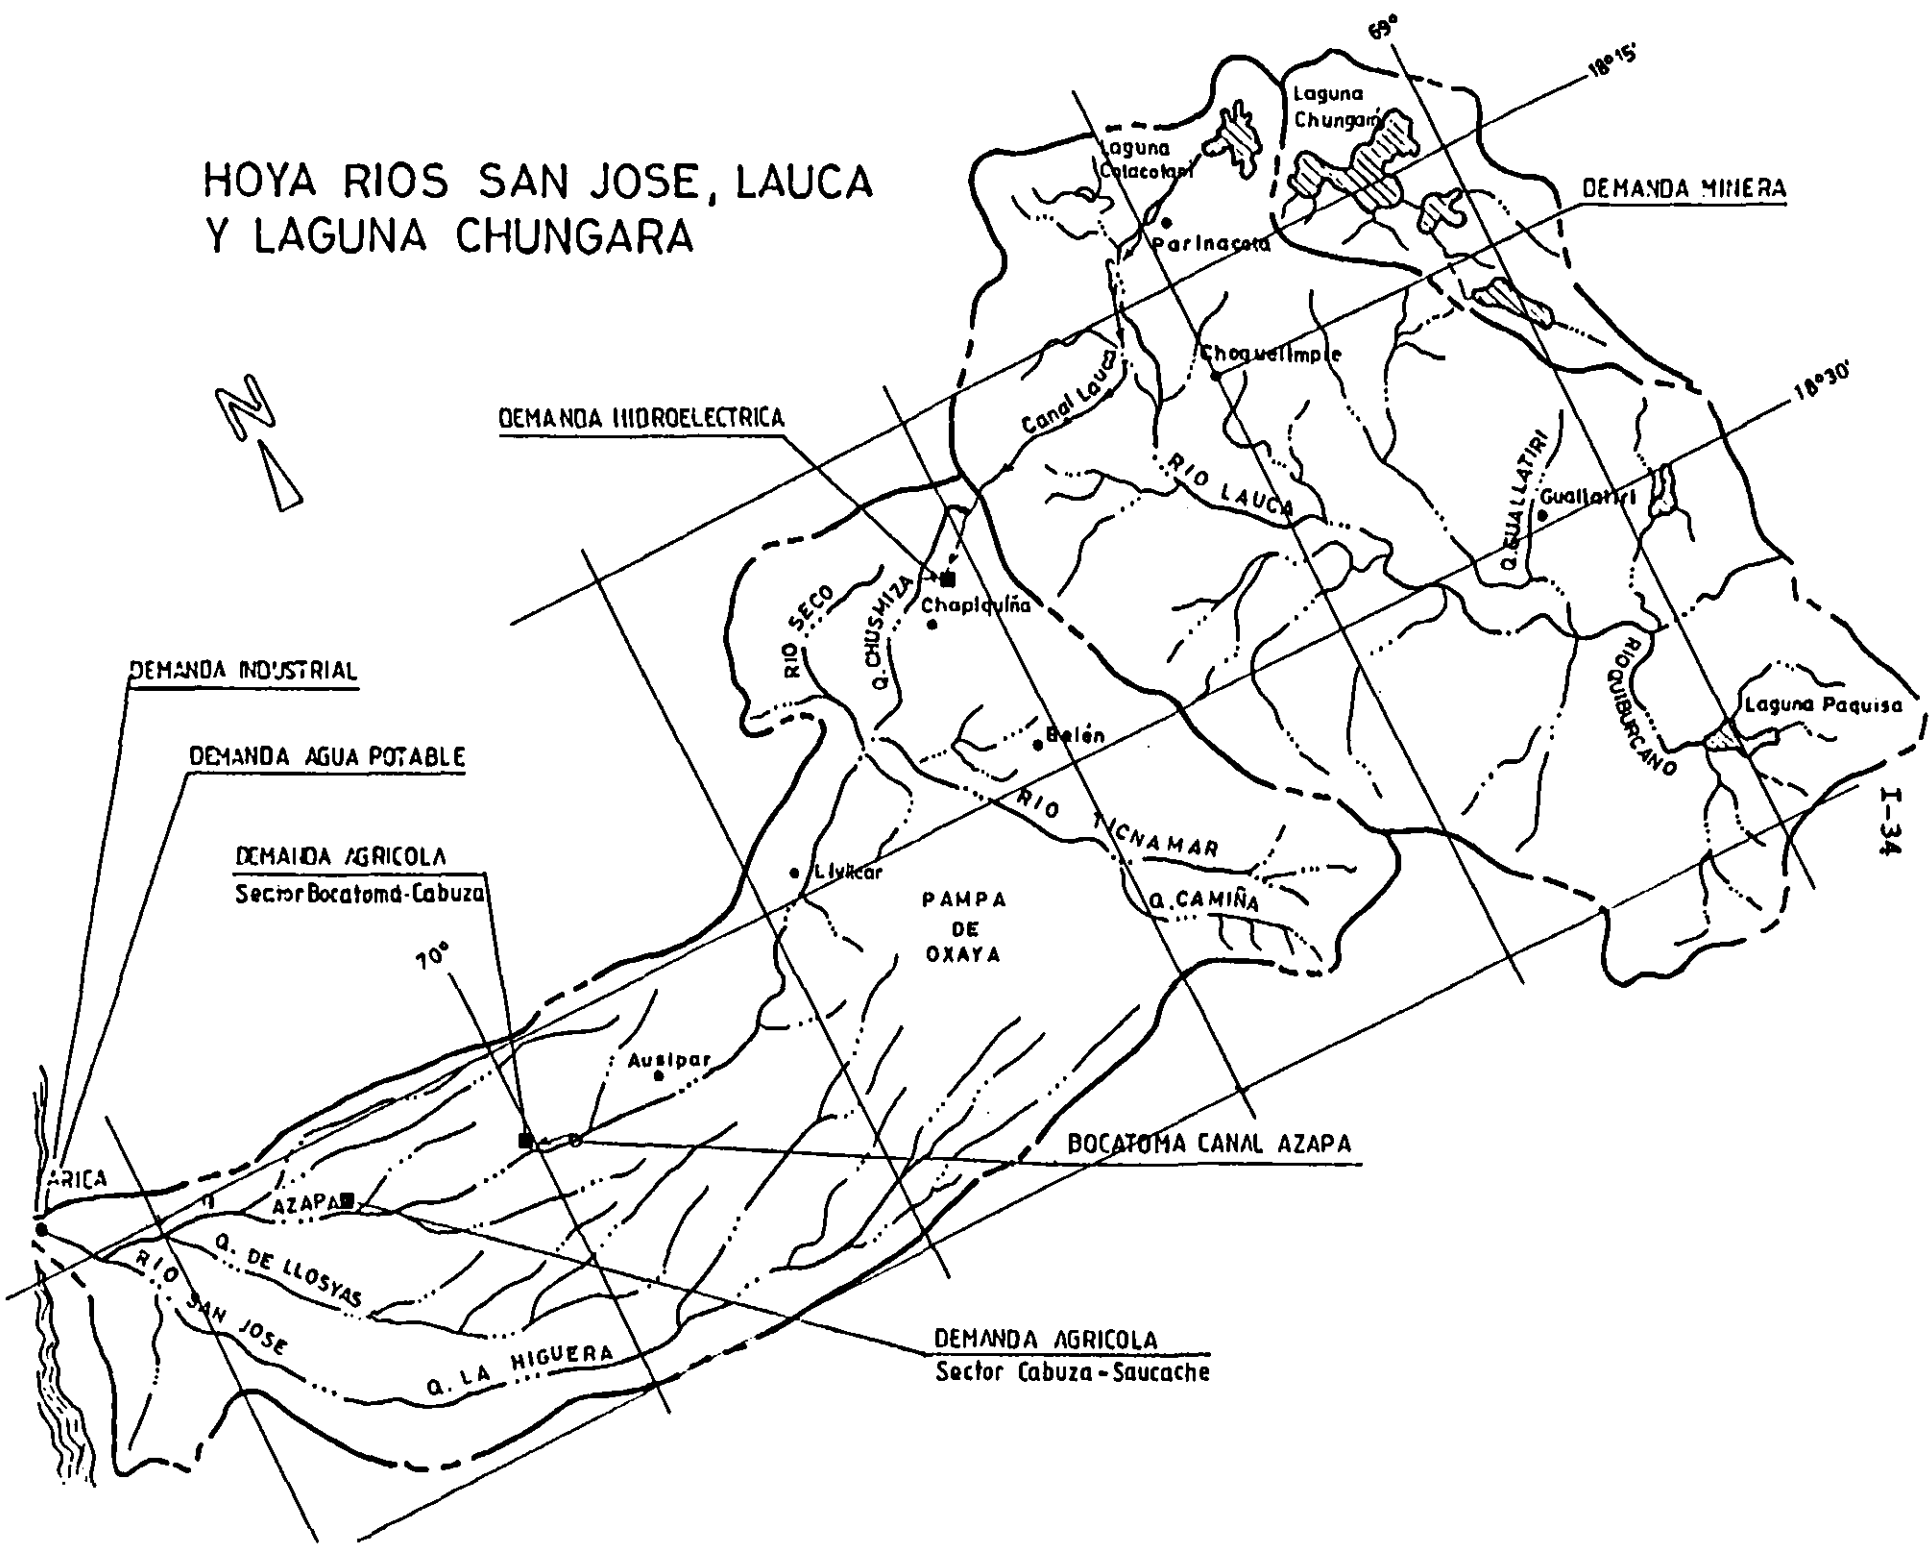 HOYA RIOS SAN JOSE, LAUCA
Y LAGUNA CHUNGARA
69°
18°15'
Laguna
Chungará
Laguna
Cotacotani
DEMANDA MINERA
Parinacota
Choquelimpie
18°30'
Canal Lauca
DEMANDA HIDROELECTRICA
RIO LAUCA
Q. GUALLATIRI
Guallatiri
N
RIO SECO
Q. CHUSMIZA
Chapiquiña
DEMANDA INDUSTRIAL
RIO QUIBURCANO
Laguna Paquisa
Belén
DEMANDA AGUA POTABLE
RIO TICNAMAR
I-34
DEMANDA AGRICOLA
Sector Bocatoma-Cabuza
Llvilcar
PAMPA
DE
OXAYA
Q. CAMIÑA
70°
Ausipar
BOCATOMA CANAL AZAPA
ARICA
AZAPA
Q. DE LLOSYAS
RIO SAN JOSE
DEMANDA AGRICOLA
Sector Cabuza-Saucache
Q. LA HIGUERA